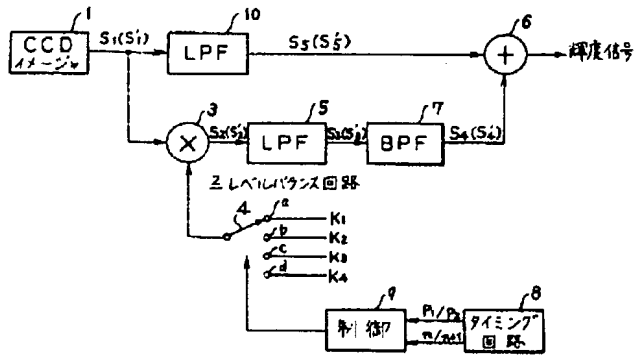 1
10
6
CCD
イメージャ
S1(S1')
LPF
S5(S5')
+
輝度信号
3
5
7
×
S2(S2')
LPF
S3(S3')
BPF
S4(S4')
レベルバランス回路
4
a
K1
b
K2
c
K3
d
K4
9
8
制御
P1/P2
n/n+1
タイミング
回路